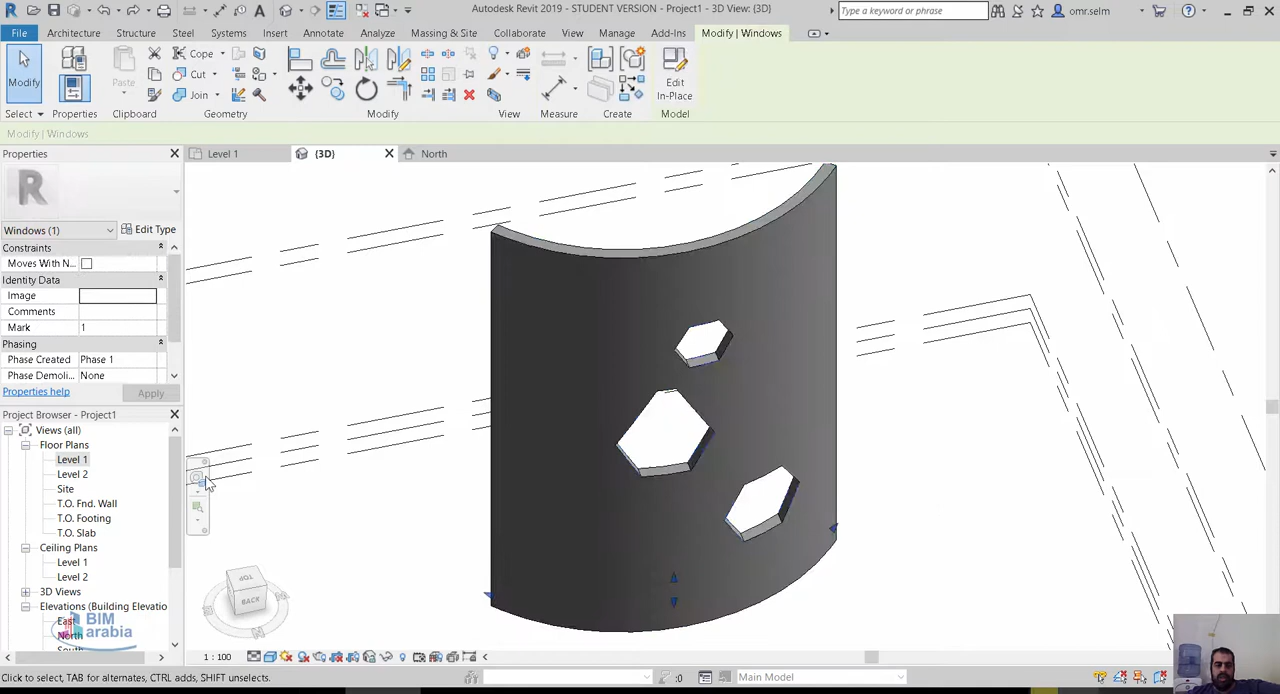 Autodesk Revit 2019 - STUDENT VERSION - Project1 - 3D View: {3D}
Type a keyword or phrase
omr.selm
File Architecture Structure Steel Systems Insert Annotate Analyze Massing & Site Collaborate View Manage Add-Ins Modify | Windows
Modify
Paste
Cope
Cut
Join
Edit
In-Place
Select Properties Clipboard Geometry Modify View Measure Create Model
Modify | Windows
Properties
Level 1
{3D}
North
R
Windows (1)
Edit Type
Constraints
Moves With N...
Identity Data
Image
Comments
Mark 1
Phasing
Phase Created Phase 1
Phase Demoli... None
Properties help
Apply
Project Browser - Project1
Views (all)
Floor Plans
Level 1
Level 2
Site
T.O. Fnd. Wall
T.O. Footing
T.O. Slab
Ceiling Plans
Level 1
Level 2
3D Views
Elevations (Building Elevatio
East
North
BIM
arabia
TOP
BACK
1 : 100
Click to select, TAB for alternates, CTRL adds, SHIFT unselects.
:0
Main Model